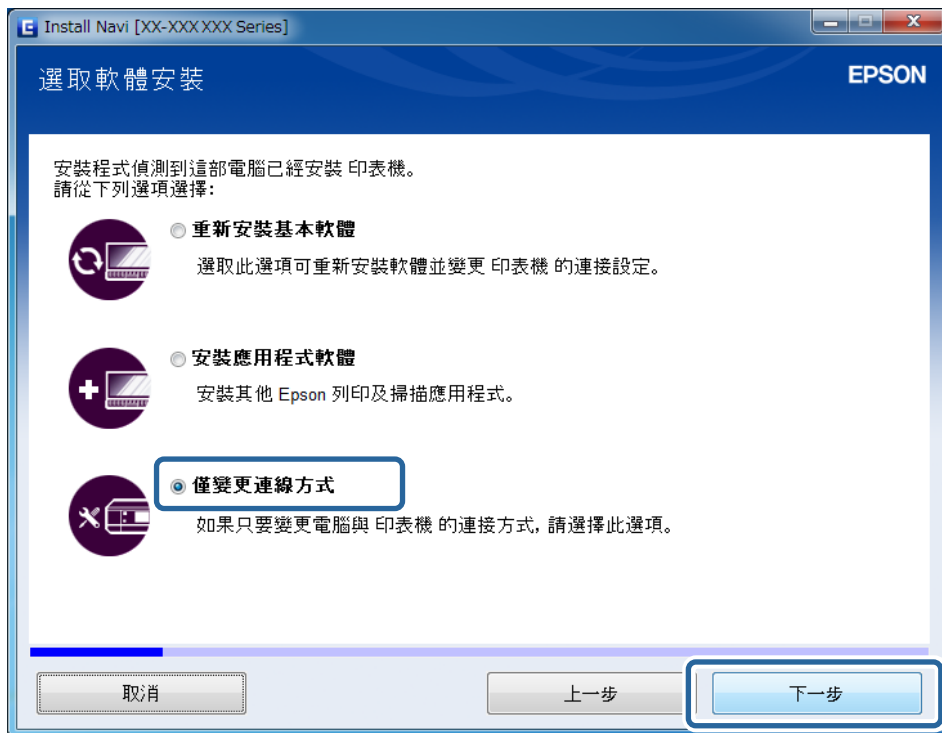 Install Navi [XX-XXX XXX Series]
選取軟體安裝
EPSON
安裝程式偵測到這部電腦已經安裝 印表機。
請從下列選項選擇:
重新安裝基本軟體
選取此選項可重新安裝軟體並變更 印表機 的連接設定。
安裝應用程式軟體
安裝其他 Epson 列印及掃描應用程式。
僅變更連線方式
如果只要變更電腦與 印表機 的連接方式, 請選擇此選項。
取消
上一步
下一步